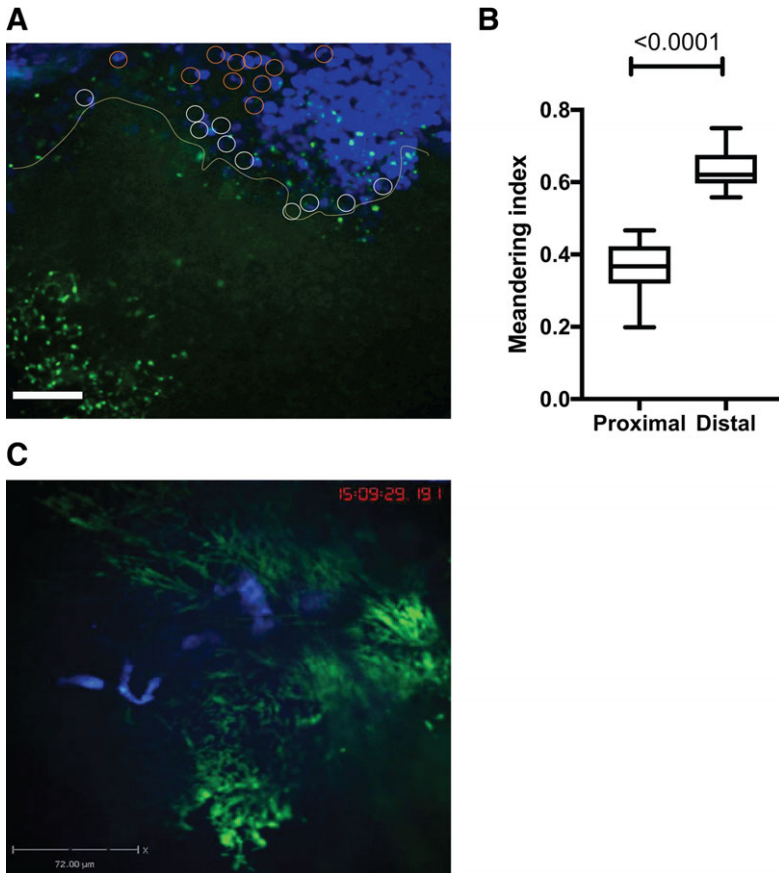 A
B
<0.0001
0.8
0.6
0.4
0.2
0.0
Meandering index
Proximal Distal
C
15:09:29. 191
72.00 µm
X